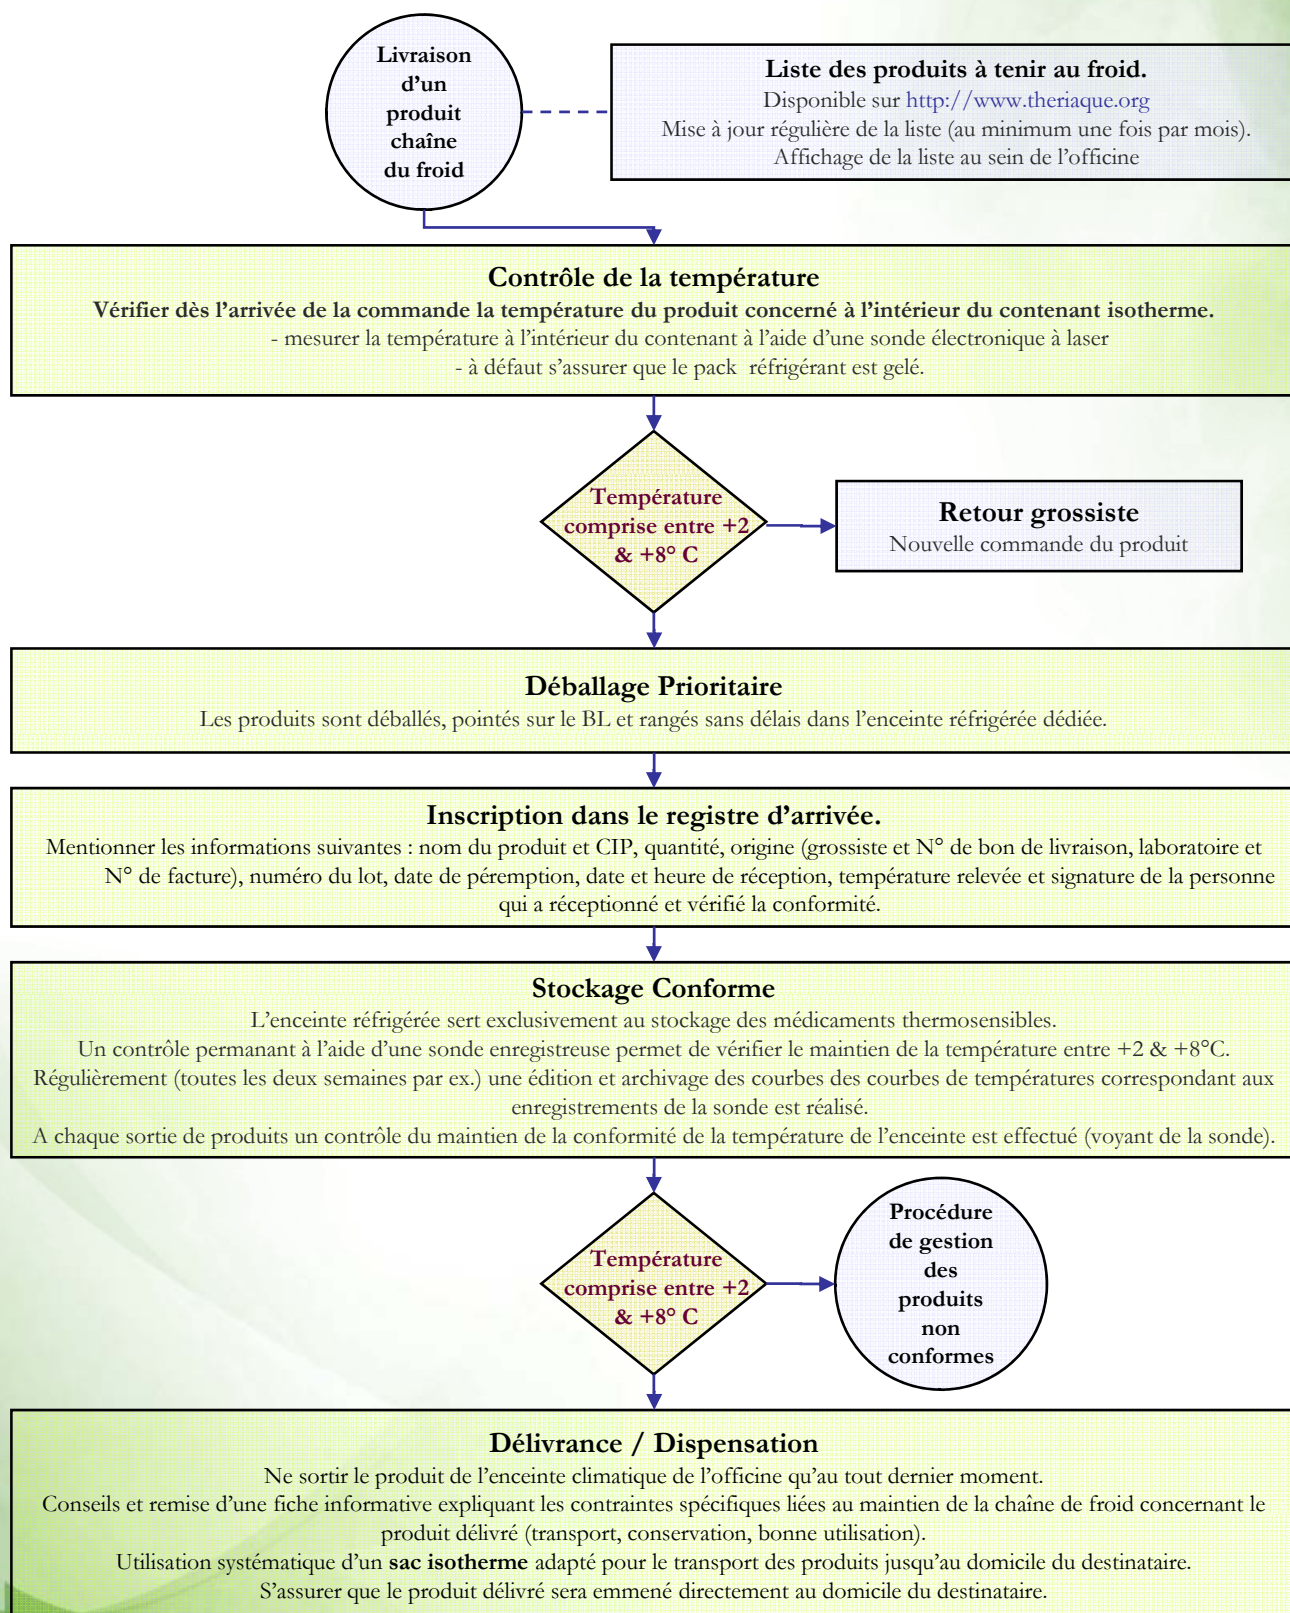 Livraison
d'un
produit
chaîne
du froid
Liste des produits à tenir au froid.
Disponible sur http://www.theriaque.org
Mise à jour régulière de la liste (au minimum une fois par mois).
Affichage de la liste au sein de l'officine
Contrôle de la température
Vérifier dès l'arrivée de la commande la température du produit concerné à l'intérieur du contenant isotherme.
- mesurer la température à l'intérieur du contenant à l'aide d'une sonde électronique à laser
- à défaut s'assurer que le pack réfrigérant est gelé.
Température
comprise entre +2
& +8° C
Retour grossiste
Nouvelle commande du produit
Déballage Prioritaire
Les produits sont déballés, pointés sur le BL et rangés sans délais dans l'enceinte réfrigérée dédiée.
Inscription dans le registre d'arrivée.
Mentionner les informations suivantes : nom du produit et CIP, quantité, origine (grossiste et N° de bon de livraison, laboratoire et
N° de facture), numéro du lot, date de péremption, date et heure de réception, température relevée et signature de la personne
qui a réceptionné et vérifié la conformité.
Stockage Conforme
L'enceinte réfrigérée sert exclusivement au stockage des médicaments thermosensibles.
Un contrôle permanant à l'aide d'une sonde enregistreuse permet de vérifier le maintien de la température entre +2 & +8°C.
Régulièrement (toutes les deux semaines par ex.) une édition et archivage des courbes des courbes de températures correspondant aux
enregistrements de la sonde est réalisé.
A chaque sortie de produits un contrôle du maintien de la conformité de la température de l'enceinte est effectué (voyant de la sonde).
Température
comprise entre +2
& +8° C
Procédure
de gestion
des
produits
non
conformes
Délivrance / Dispensation
Ne sortir le produit de l'enceinte climatique de l'officine qu'au tout dernier moment.
Conseils et remise d'une fiche informative expliquant les contraintes spécifiques liées au maintien de la chaîne de froid concernant le
produit délivré (transport, conservation, bonne utilisation).
Utilisation systématique d'un sac isotherme adapté pour le transport des produits jusqu'au domicile du destinataire.
S'assurer que le produit délivré sera emmené directement au domicile du destinataire.